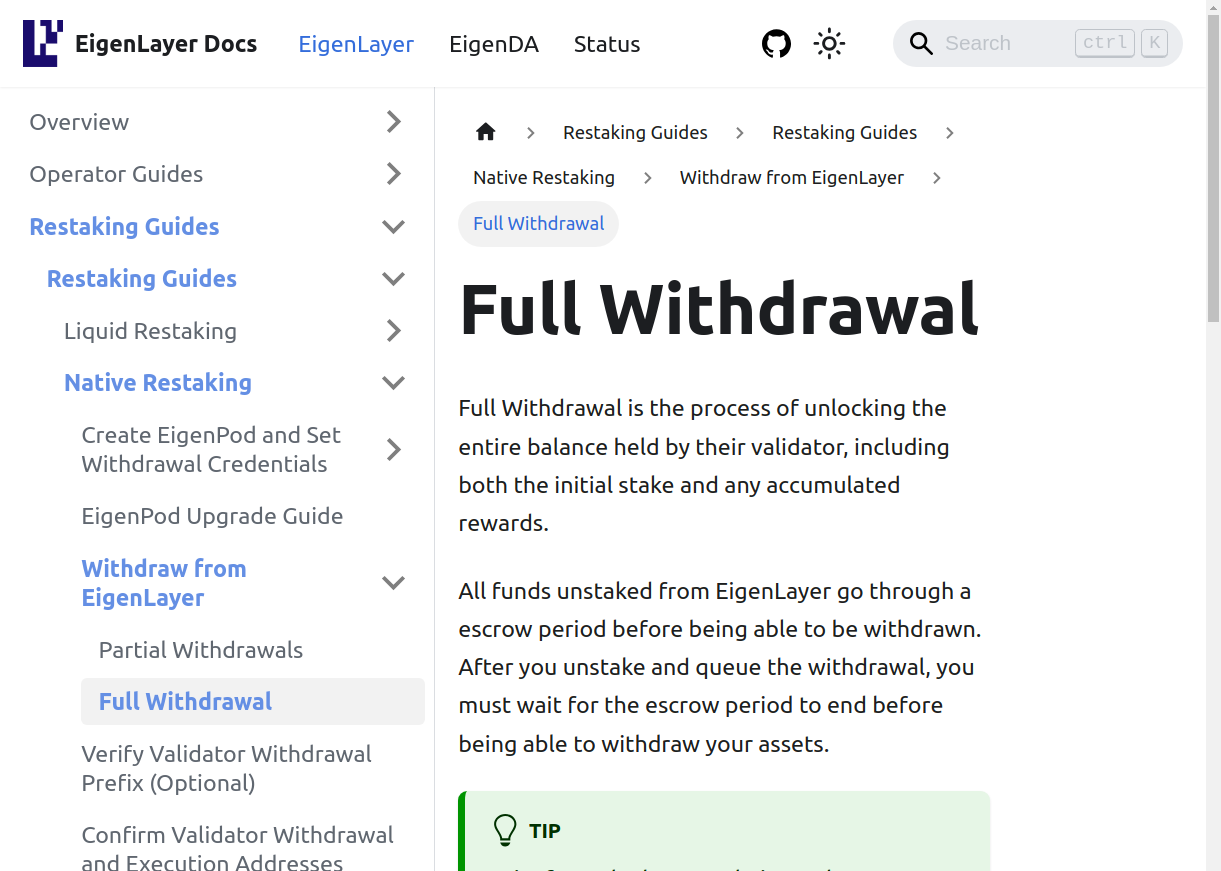 EigenLayer Docs
EigenLayer
EigenDA
Status
Search
ctrl
K
Overview
Operator Guides
Restaking Guides
Restaking Guides
Liquid Restaking
Native Restaking
Create EigenPod and Set
Withdrawal Credentials
EigenPod Upgrade Guide
Withdraw from
EigenLayer
Partial Withdrawals
Full Withdrawal
Verify Validator Withdrawal
Prefix (Optional)
Confirm Validator Withdrawal
and Execution Addresses
Restaking Guides
Restaking Guides
Native Restaking
Withdraw from EigenLayer
Full Withdrawal
Full Withdrawal
Full Withdrawal is the process of unlocking the
entire balance held by their validator, including
both the initial stake and any accumulated
rewards.
All funds unstaked from EigenLayer go through a
escrow period before being able to be withdrawn.
After you unstake and queue the withdrawal, you
must wait for the escrow period to end before
being able to withdraw your assets.
TIP